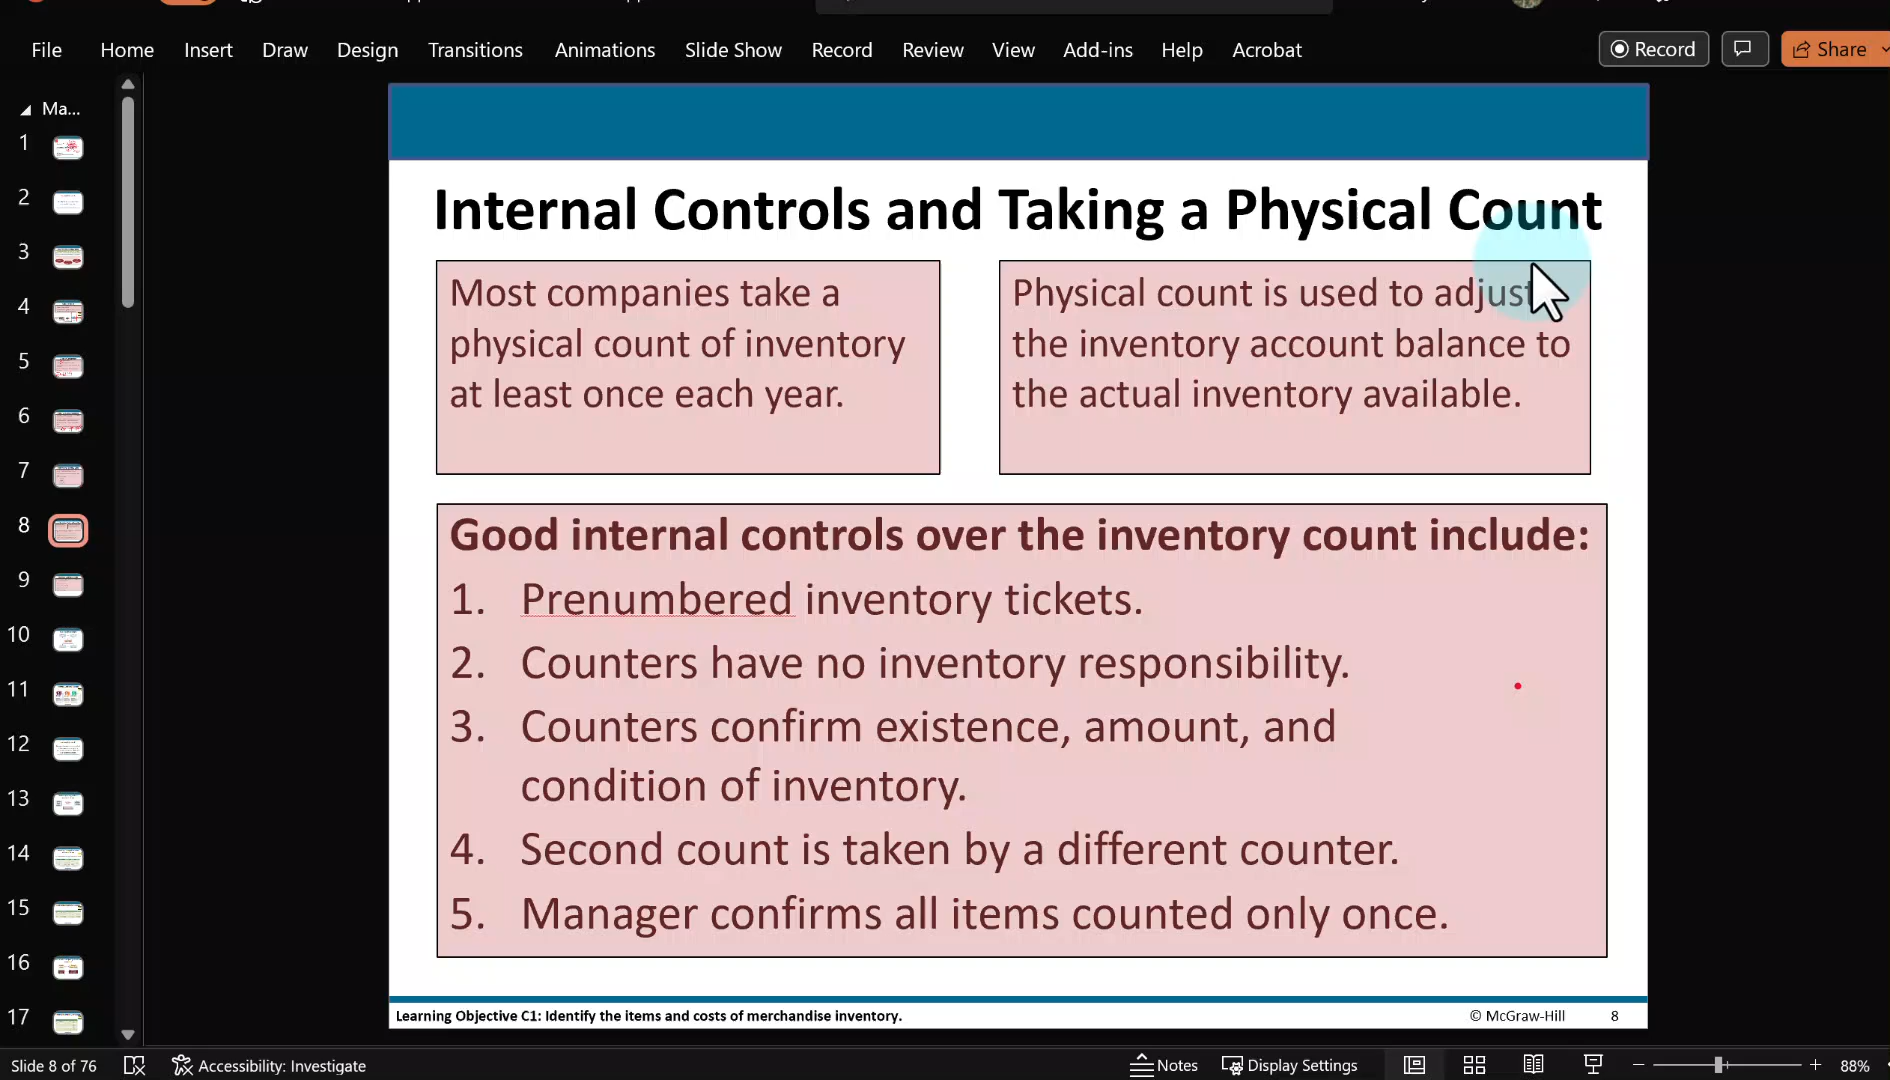 File Home Insert Draw Design Transitions Animations Slide Show Record Review View Add-ins Help Acrobat Record Share
Ma...
1
2
3
4
5
6
7
8
9
10
11
12
13
14
15
16
17
Internal Controls and Taking a Physical Count
Most companies take a
physical count of inventory
at least once each year.
Physical count is used to adjust
the inventory account balance to
the actual inventory available.
Good internal controls over the inventory count include:
1. Prenumbered inventory tickets.
2. Counters have no inventory responsibility.
3. Counters confirm existence, amount, and
condition of inventory.
4. Second count is taken by a different counter.
5. Manager confirms all items counted only once.
Learning Objective C1: Identify the items and costs of merchandise inventory. © McGraw-Hill 8
Slide 8 of 76 Accessibility: Investigate Notes Display Settings 88%